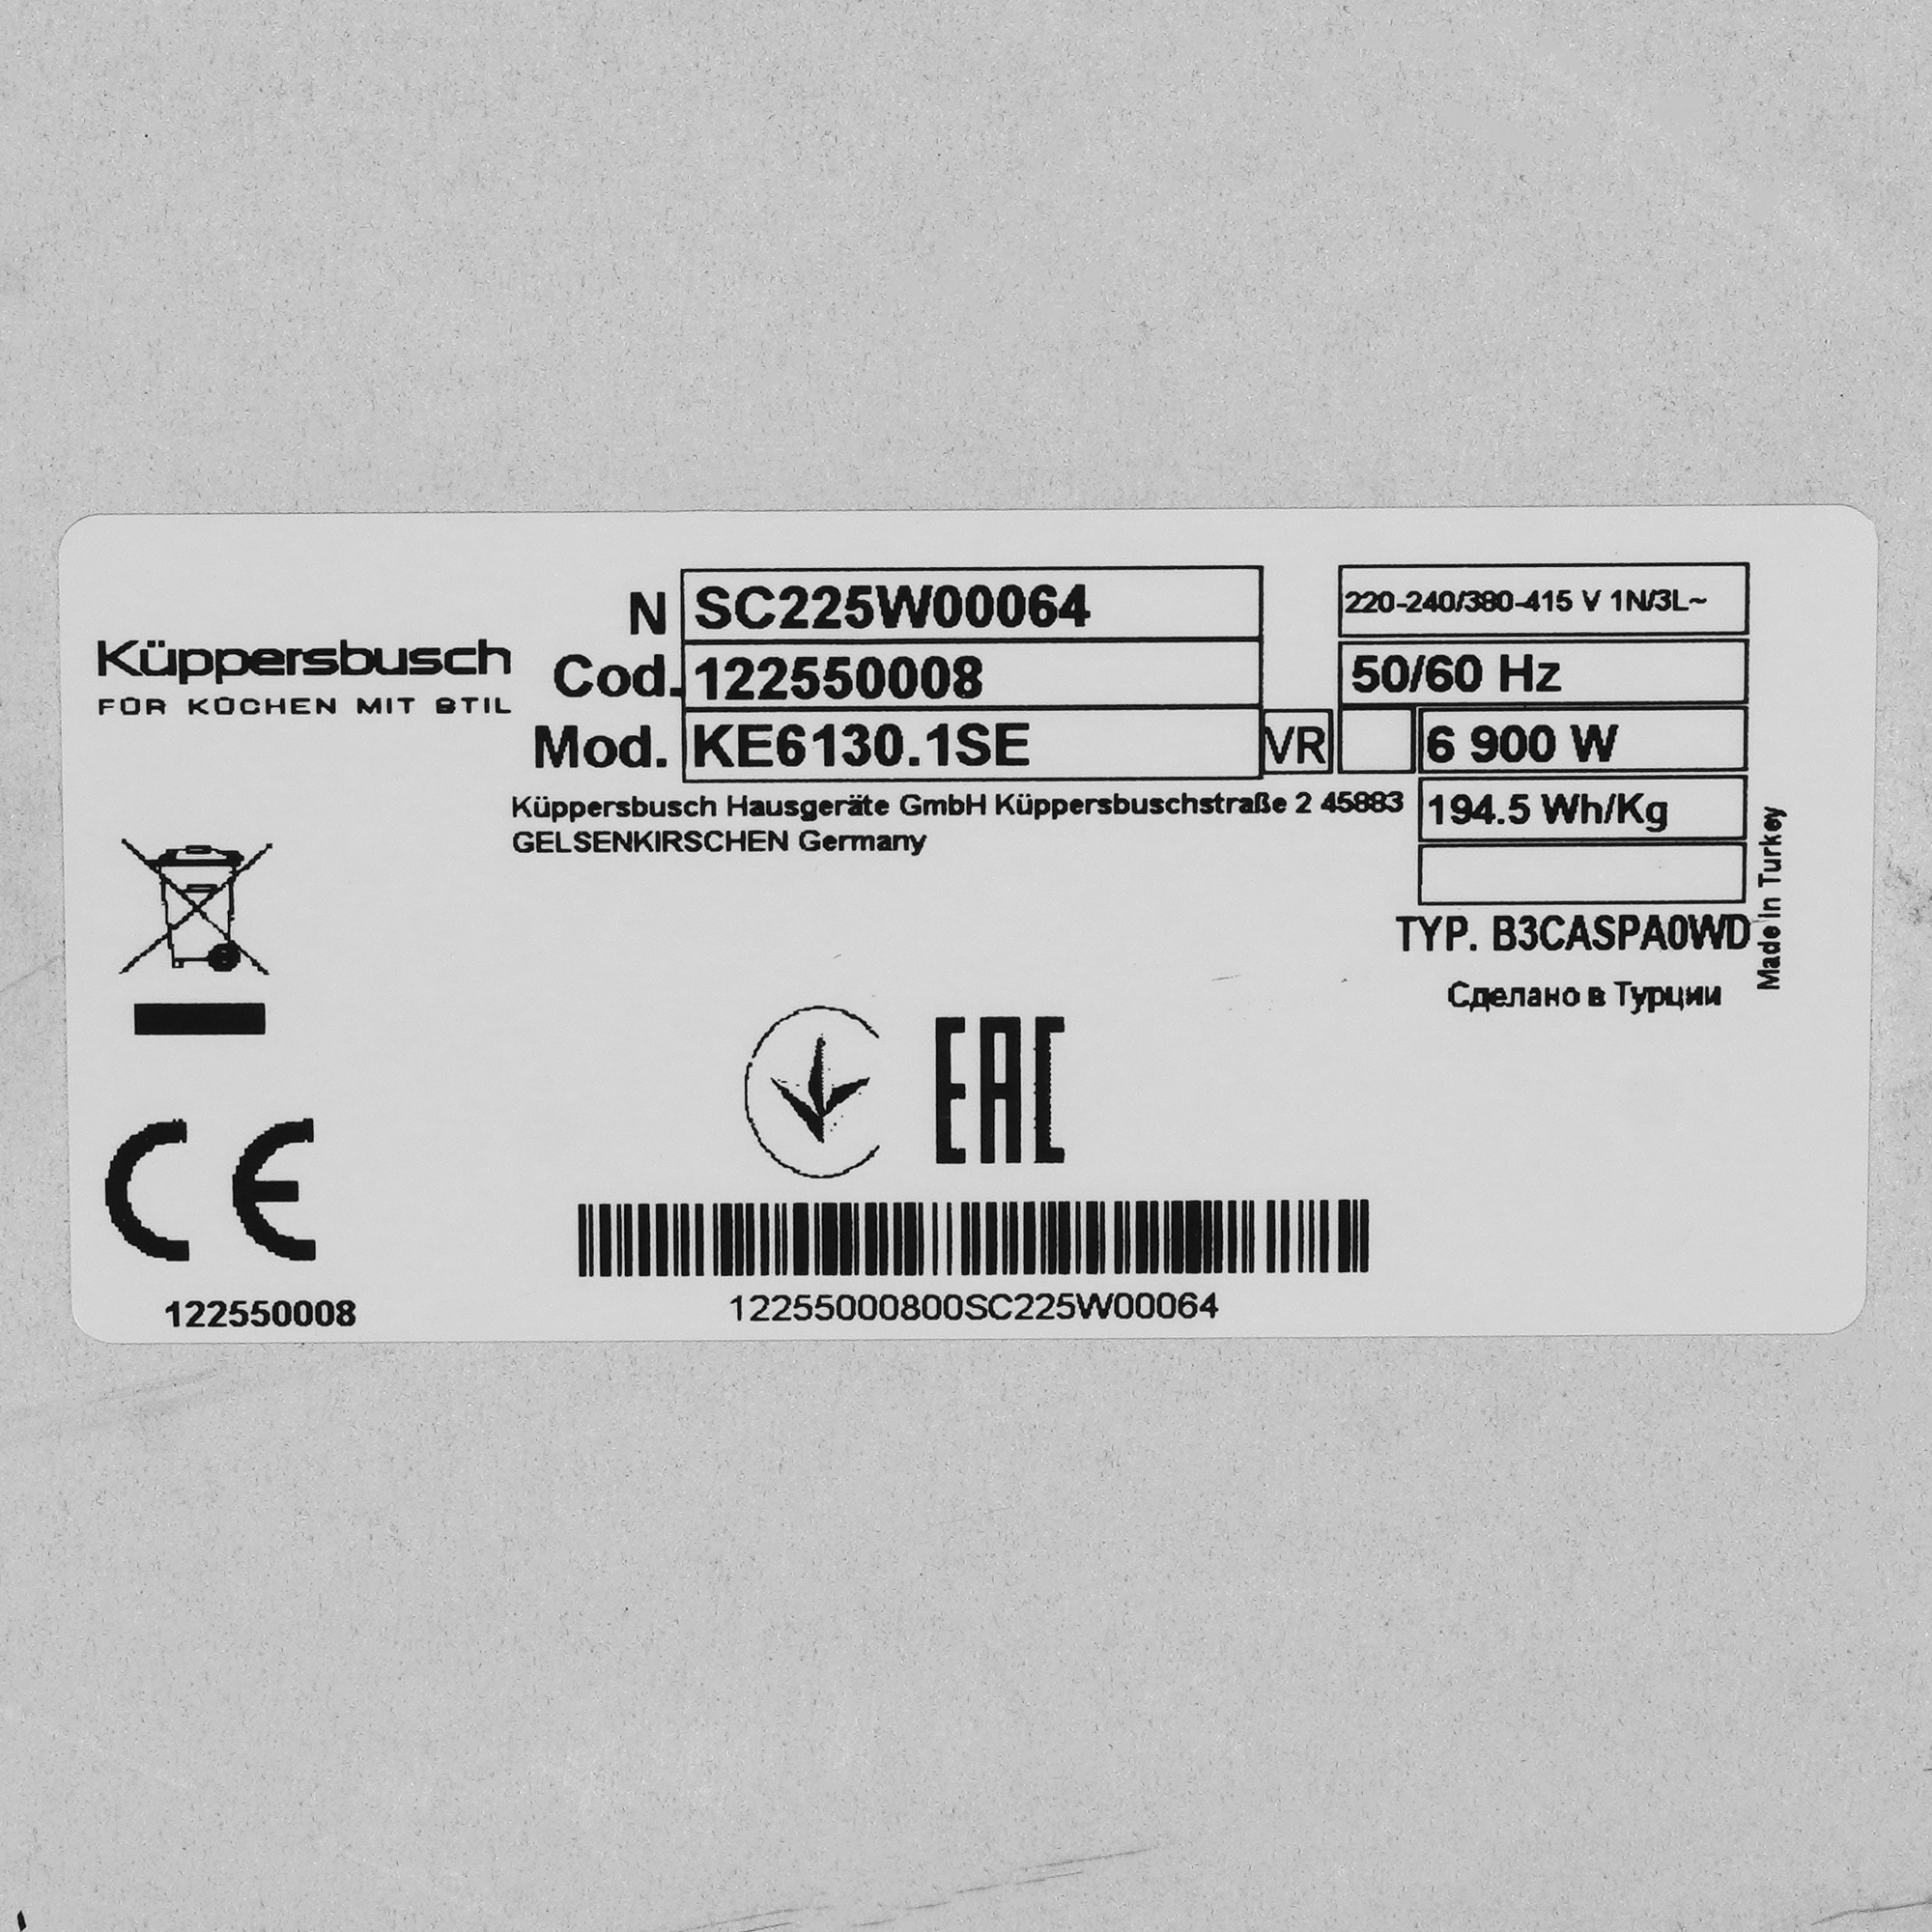 Küppersbusch
FÜR KÜCHEN MIT STIL
N SC225W00064
Cod. 122550008
Mod. KE6130.1SE VR
220-240/380-415 V 1N/3L~
50/60 Hz
6 900 W
194.5 Wh/Kg
Küppersbusch Hausgeräte GmbH Küppersbuschstraße 2 45883
GELSENKIRSCHEN Germany
TYP. B3CASPA0WD
Made in Turkey
Сделано в Турции
EAC
CE
122550008
12255000800SC225W00064